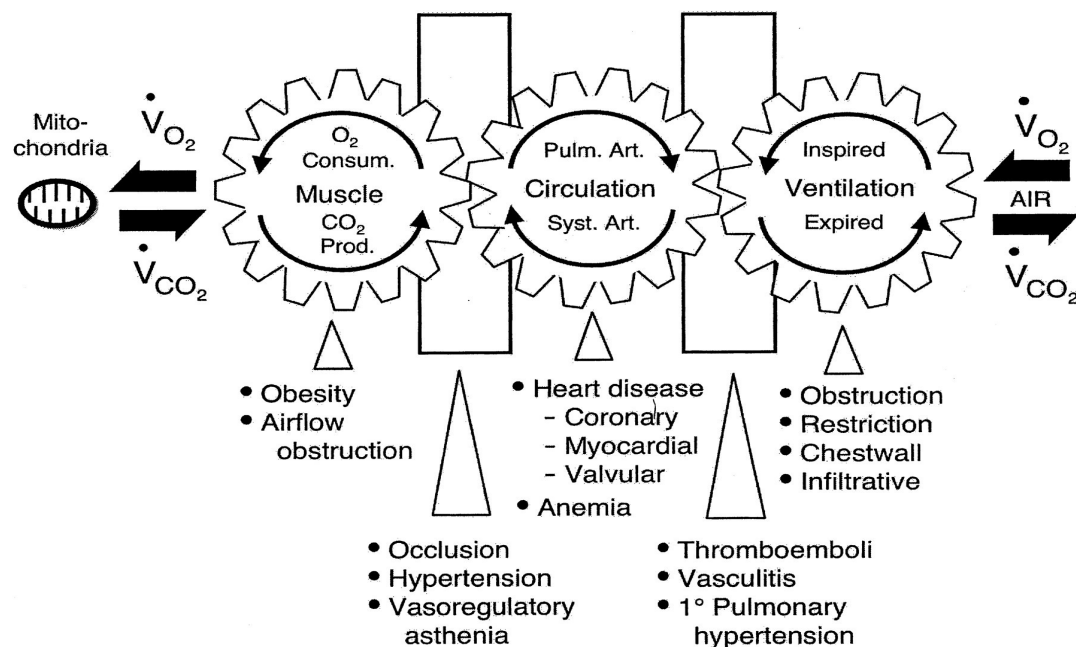 Mito-
chondria
V̇O₂
V̇CO₂
O₂
Consum.
Muscle
CO₂
Prod.
Pulm. Art.
Circulation
Syst. Art.
Inspired
Ventilation
Expired
V̇O₂
AIR
V̇CO₂
• Obesity
• Airflow
obstruction
• Heart disease
– Coronary
– Myocardial
– Valvular
• Anemia
• Obstruction
• Restriction
• Chestwall
• Infiltrative
• Occlusion
• Hypertension
• Vasoregulatory
asthenia
• Thromboemboli
• Vasculitis
• 1° Pulmonary
hypertension